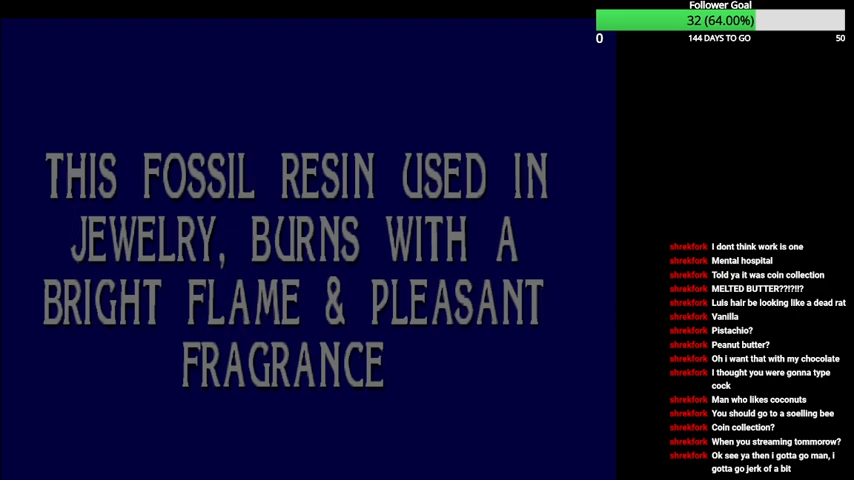 Follower Goal
32 (64.00%)
0
144 DAYS TO GO
50
THIS FOSSIL RESIN USED IN
JEWELRY, BURNS WITH A
BRIGHT FLAME & PLEASANT
FRAGRANCE
shrekfork I dont think work is one
shrekfork Mental hospital
shrekfork Told ya it was coin collection
shrekfork MELTED BUTTER??!?!!?
shrekfork Luis hair be looking like a dead rat
shrekfork Vanilla
shrekfork Pistachio?
shrekfork Peanut butter?
shrekfork Oh i want that with my chocolate
shrekfork I thought you were gonna type
cock
shrekfork Man who likes coconuts
shrekfork You should go to a soelling bee
shrekfork Coin collection?
shrekfork When you streaming tommorow?
shrekfork Ok see ya then i gotta go man, i
gotta go jerk of a bit